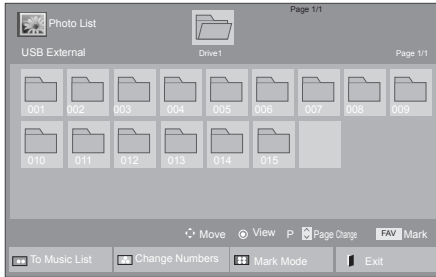 Page 1/1
Photo List
USB External
Drive1
Page 1/1
001 002 003 004 005 006 007 008 009
010 011 012 013 014 015
Move View P Page Change FAV Mark
To Music List Change Numbers Mark Mode Exit